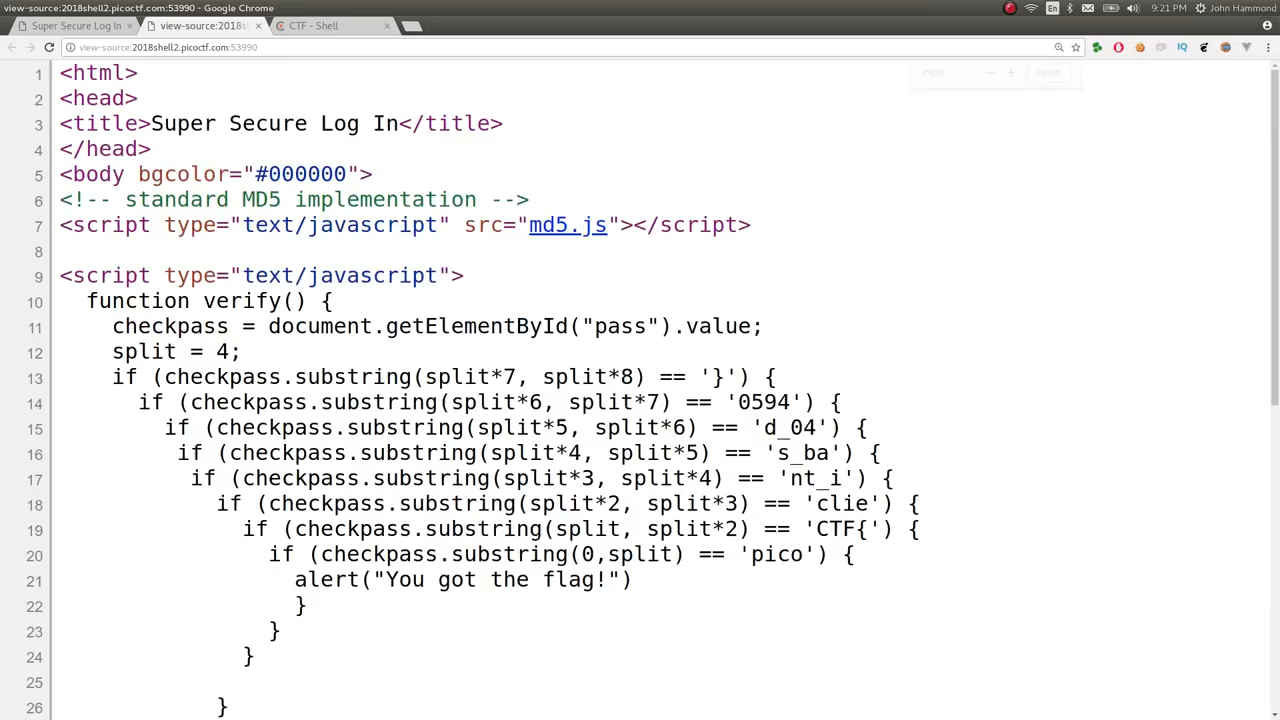 view-source:2018shell2.picoctf.com:53990 - Google Chrome
En
9:21 PM
John Hammond
Super Secure Log In
view-source:2018s
CTF - Shell
view-source:2018shell2.picoctf.com:53990
250%
Reset
1 <html>
2 <head>
3 <title>Super Secure Log In</title>
4 </head>
5 <body bgcolor="#000000">
6 <!-- standard MD5 implementation -->
7 <script type="text/javascript" src="md5.js"></script>
8
9 <script type="text/javascript">
10 function verify() {
11 checkpass = document.getElementById("pass").value;
12 split = 4;
13 if (checkpass.substring(split*7, split*8) == '}') {
14 if (checkpass.substring(split*6, split*7) == '0594') {
15 if (checkpass.substring(split*5, split*6) == 'd_04') {
16 if (checkpass.substring(split*4, split*5) == 's_ba') {
17 if (checkpass.substring(split*3, split*4) == 'nt_i') {
18 if (checkpass.substring(split*2, split*3) == 'clie') {
19 if (checkpass.substring(split, split*2) == 'CTF{') {
20 if (checkpass.substring(0,split) == 'pico') {
21 alert("You got the flag!")
22 }
23 }
24 }
25
26 }